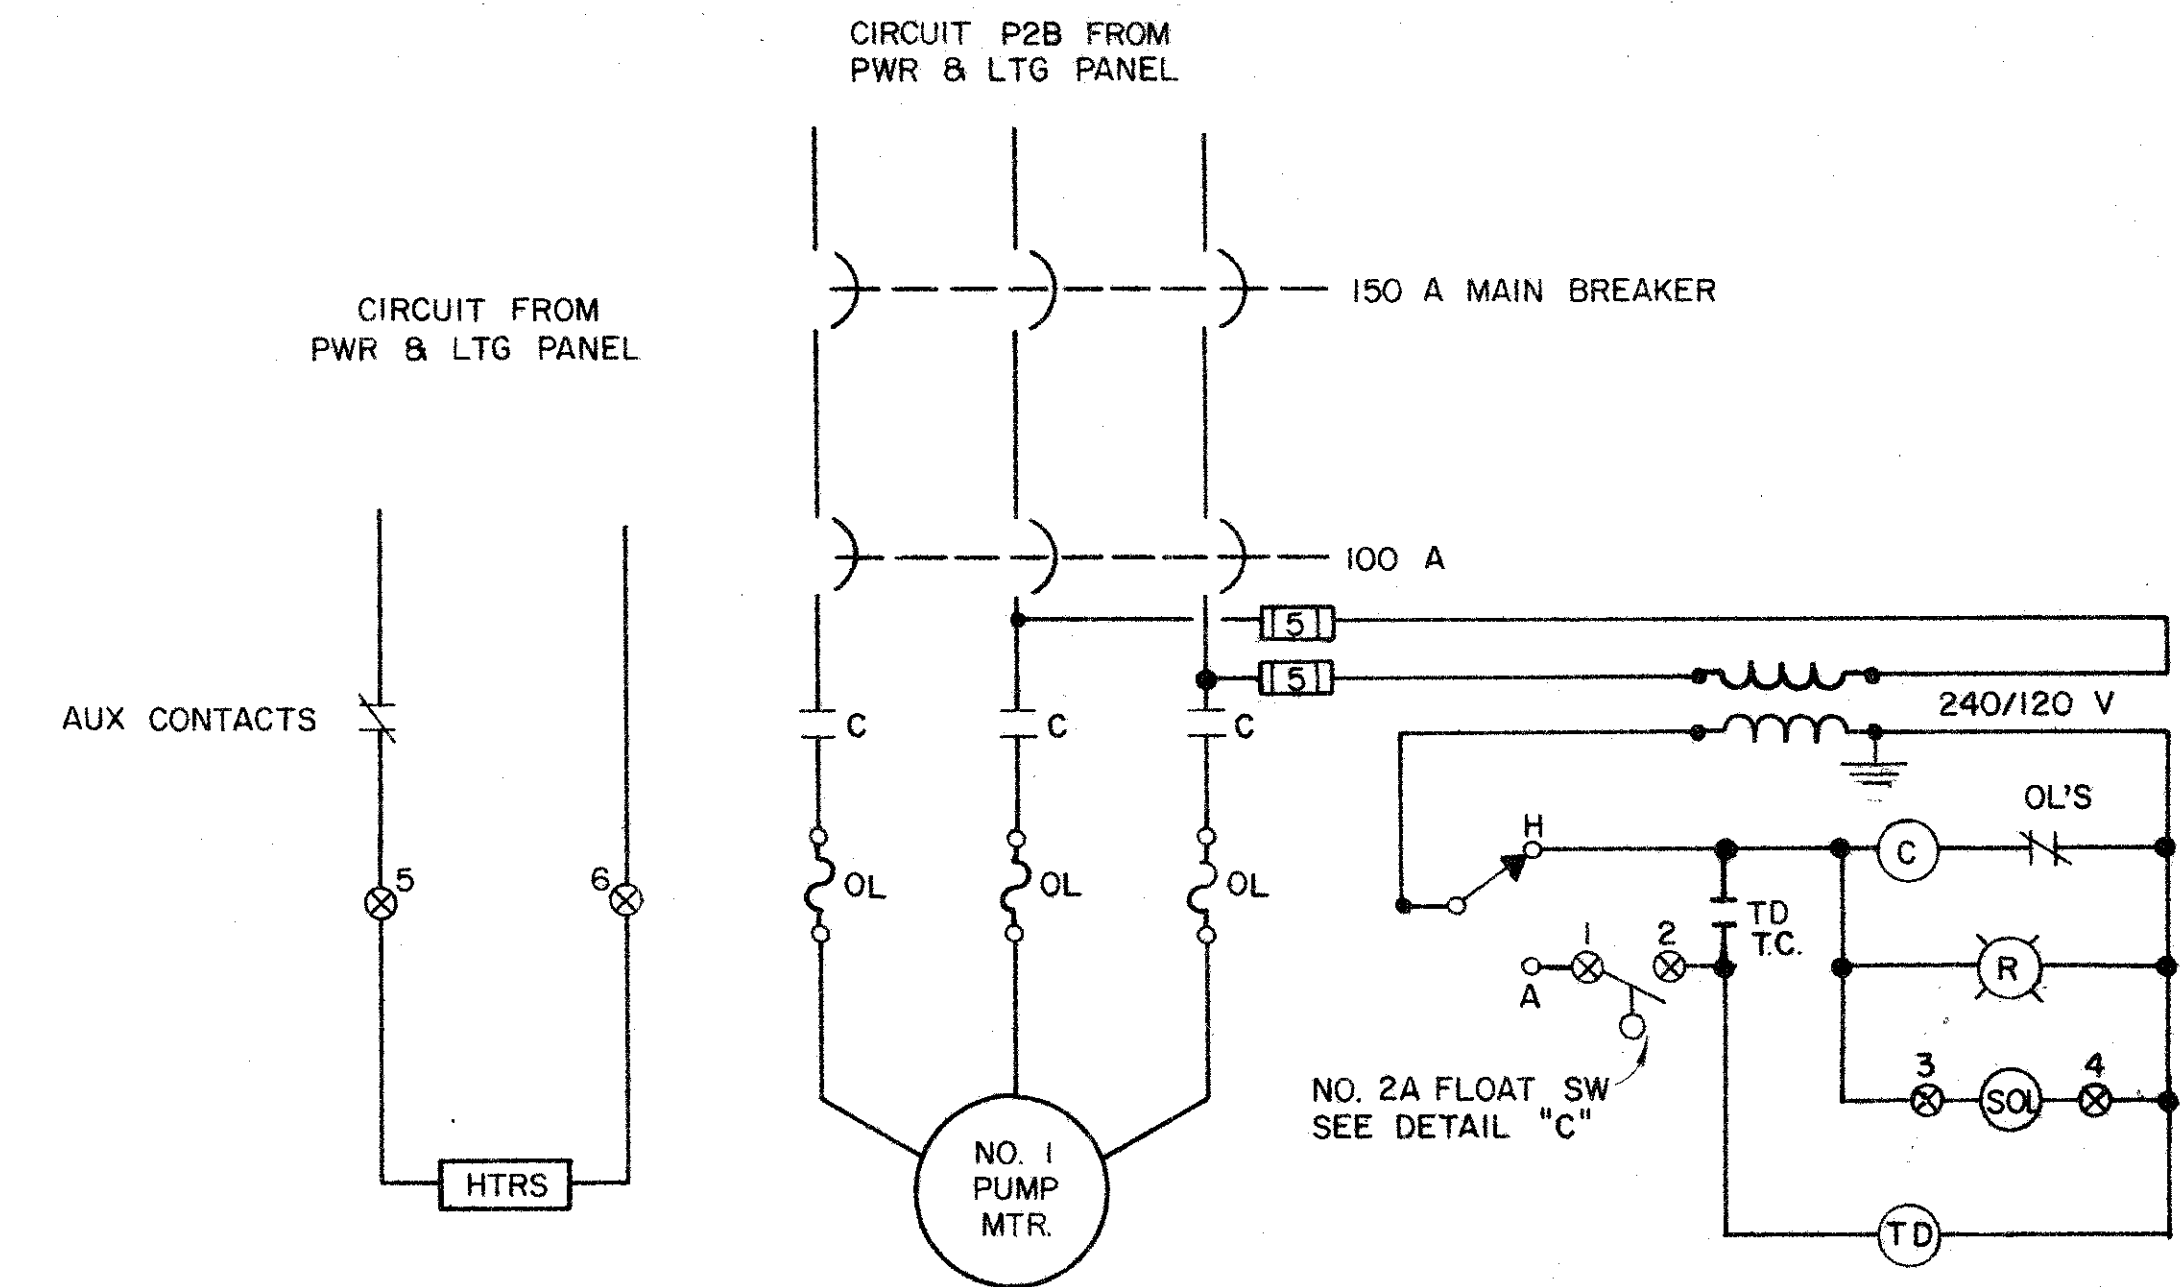 CIRCUIT P2B FROM
PWR & LTG PANEL
150 A MAIN BREAKER
CIRCUIT FROM
PWR & LTG PANEL
100 A
5
5
240/120 V
AUX CONTACTS
C
C
C
OL'S
H
C
5
6
OL
OL
OL
TD
T.C.
1
2
A
R
NO. 2A FLOAT SW
SEE DETAIL "C"
3
SOL
4
NO. 1
PUMP
MTR.
HTRS
TD